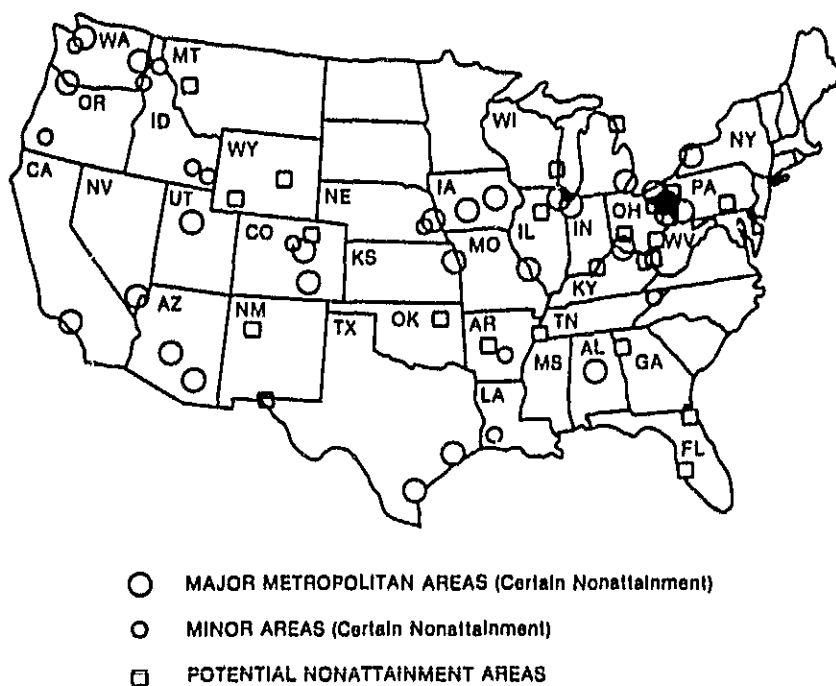 WA
MT
OR
ID
WI
NY
WY
CA
NV
NE
IA
PA
UT
OH
IL
IN
CO
WV
MO
KS
KY
AZ
NM
OK
AR
TN
TX
MS
AL
GA
LA
FL
MAJOR METROPOLITAN AREAS (Certain Nonattainment)
MINOR AREAS (Certain Nonattainment)
POTENTIAL NONATTAINMENT AREAS